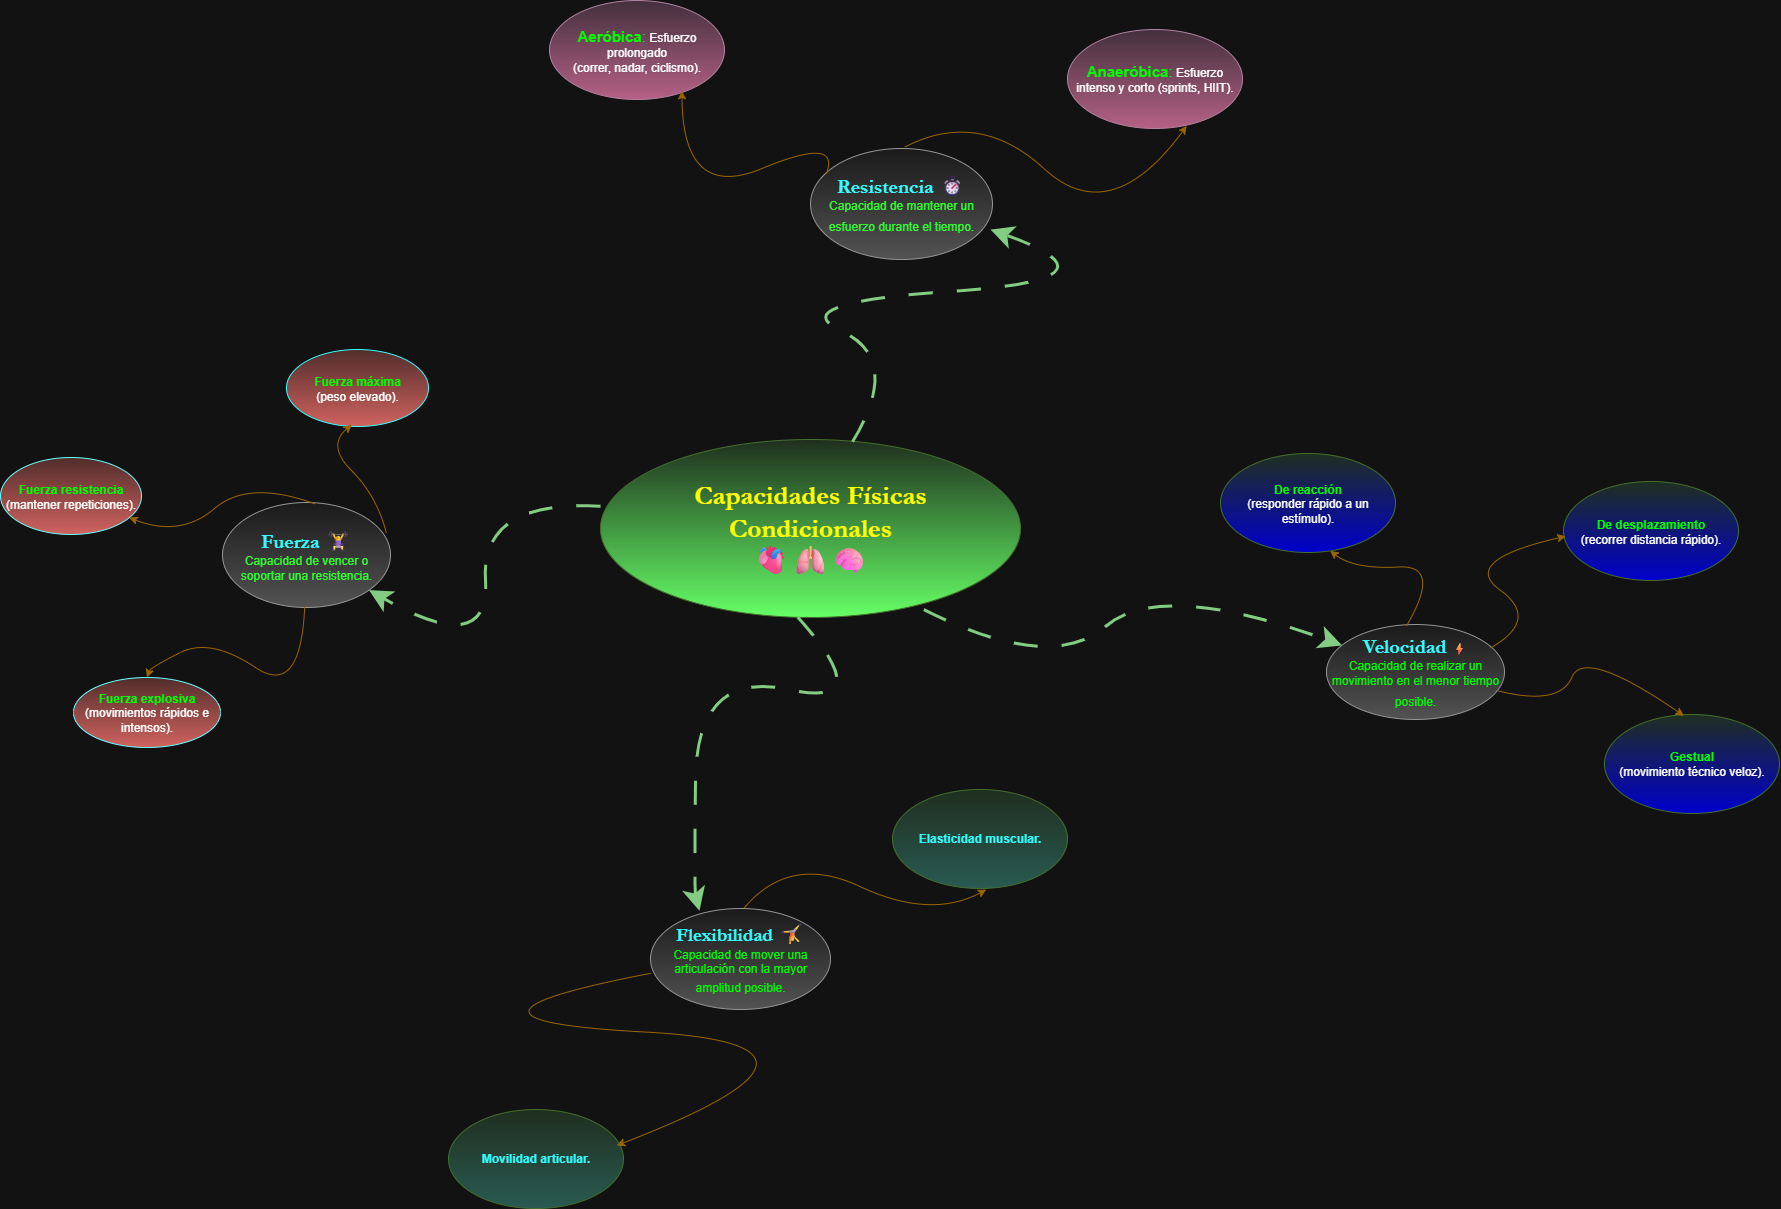 Aeróbica: Esfuerzo
prolongado
(correr, nadar, ciclismo).
Anaeróbica: Esfuerzo
intenso y corto (sprints, HIIT).
Resistencia
Capacidad de mantener un
esfuerzo durante el tiempo.
Fuerza máxima
(peso elevado).
Fuerza resistencia
(mantener repeticiones).
Fuerza
Capacidad de vencer o
soportar una resistencia.
Fuerza explosiva
(movimientos rápidos e
intensos).
Capacidades Físicas
Condicionales
De reacción
(responder rápido a un
estímulo).
De desplazamiento
(recorrer distancia rápido).
Velocidad
Capacidad de realizar un
movimiento en el menor tiempo
posible.
Gestual
(movimiento técnico veloz).
Elasticidad muscular.
Flexibilidad
Capacidad de mover una
articulación con la mayor
amplitud posible.
Movilidad articular.